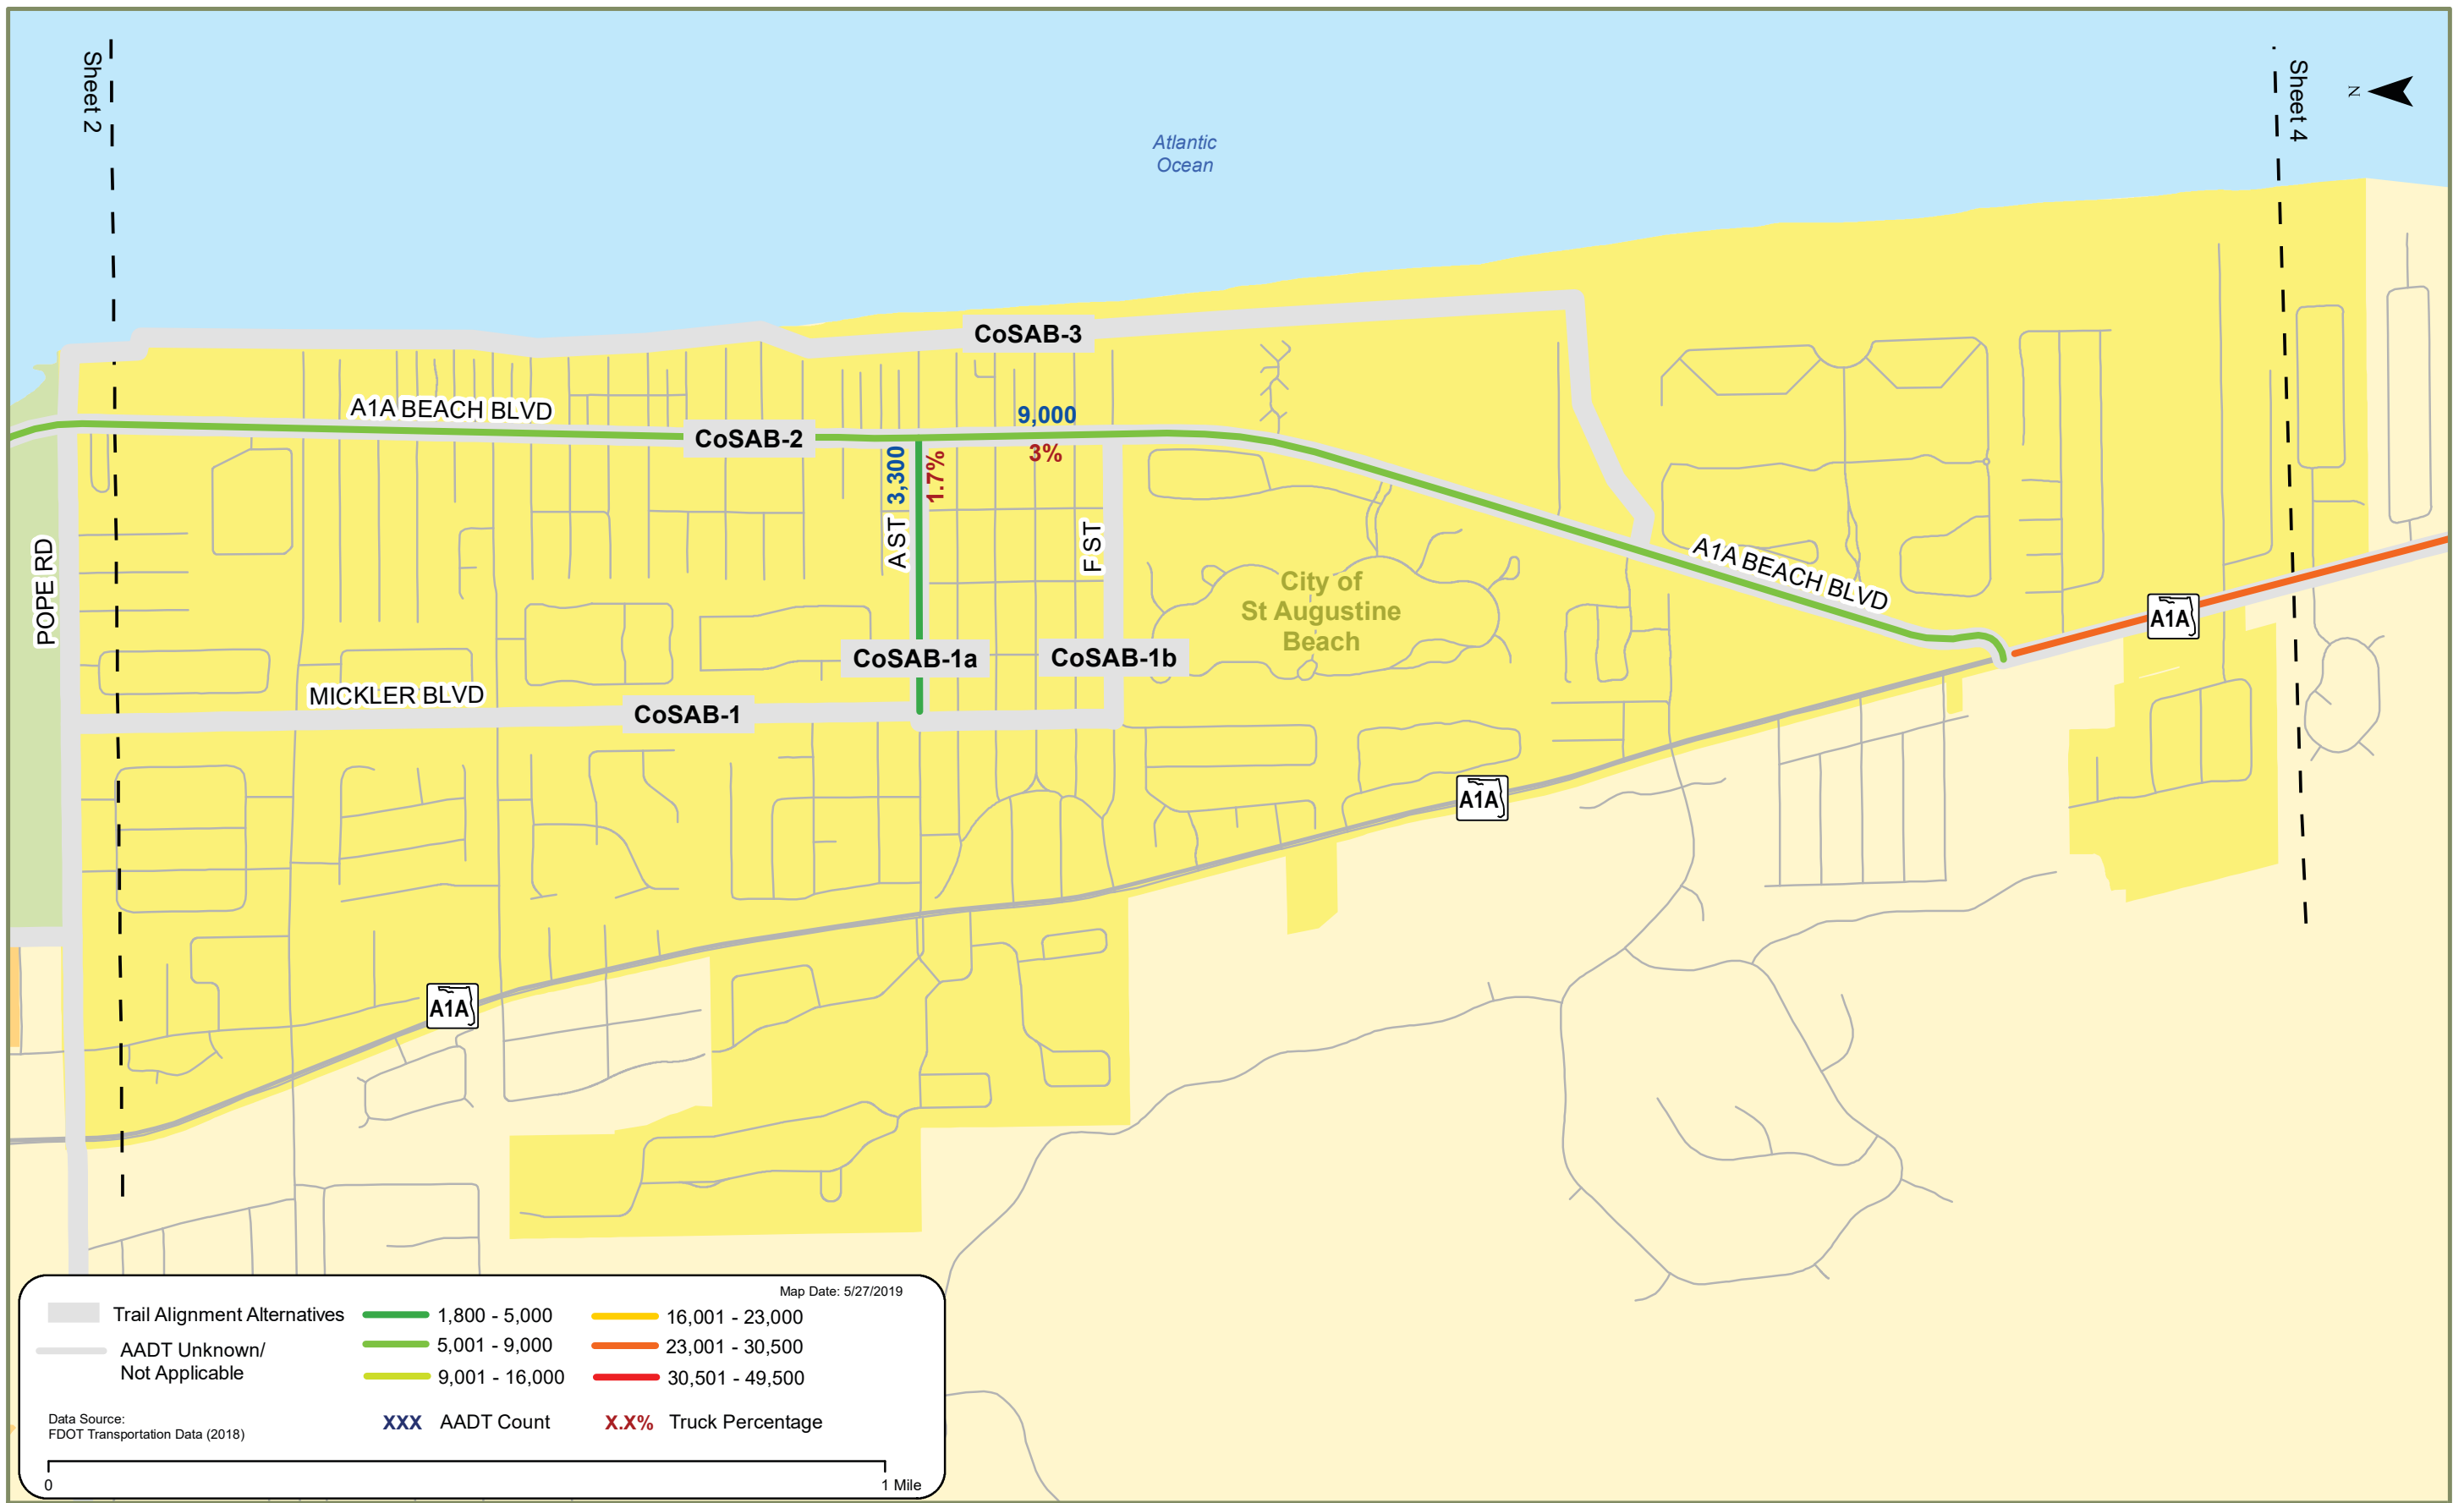 Sheet 2
Sheet 4
N
Atlantic
Ocean
CoSAB-3
A1A BEACH BLVD
CoSAB-2
9,000
3%
3,300
1.7%
A ST
F ST
POPE RD
A1A BEACH BLVD
City of
St Augustine
Beach
A1A
CoSAB-1a
CoSAB-1b
MICKLER BLVD
CoSAB-1
A1A
A1A
Map Date: 5/27/2019
Trail Alignment Alternatives
AADT Unknown/
Not Applicable
1,800 - 5,000
5,001 - 9,000
9,001 - 16,000
16,001 - 23,000
23,001 - 30,500
30,501 - 49,500
XXX AADT Count
X.X% Truck Percentage
Data Source:
FDOT Transportation Data (2018)
0
1 Mile